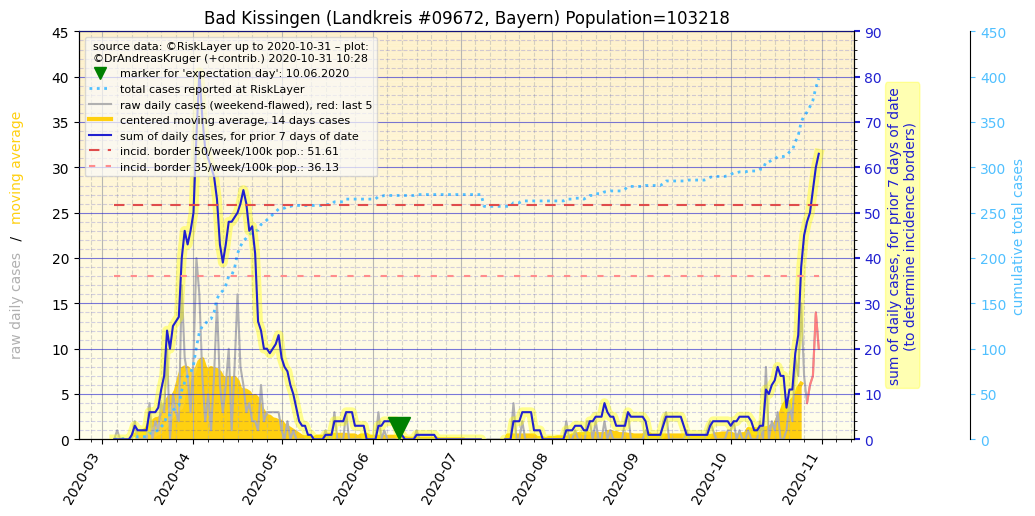 Bad Kissingen (Landkreis #09672, Bayern) Population=103218
source data: ©RiskLayer up to 2020-10-31 – plot:
©DrAndreasKruger (+contrib.) 2020-10-31 10:28
marker for 'expectation day': 10.06.2020
total cases reported at RiskLayer
raw daily cases (weekend-flawed), red: last 5
centered moving average, 14 days cases
sum of daily cases, for prior 7 days of date
incid. border 50/week/100k pop.: 51.61
incid. border 35/week/100k pop.: 36.13
raw daily cases / moving average
45
40
35
30
25
20
15
10
5
0
2020-03
2020-04
2020-05
2020-06
2020-07
2020-08
2020-09
2020-10
2020-11
90
80
70
60
50
40
30
20
10
0
sum of daily cases, for prior 7 days of date
(to determine incidence borders)
450
400
350
300
250
200
150
100
50
0
cumulative total cases